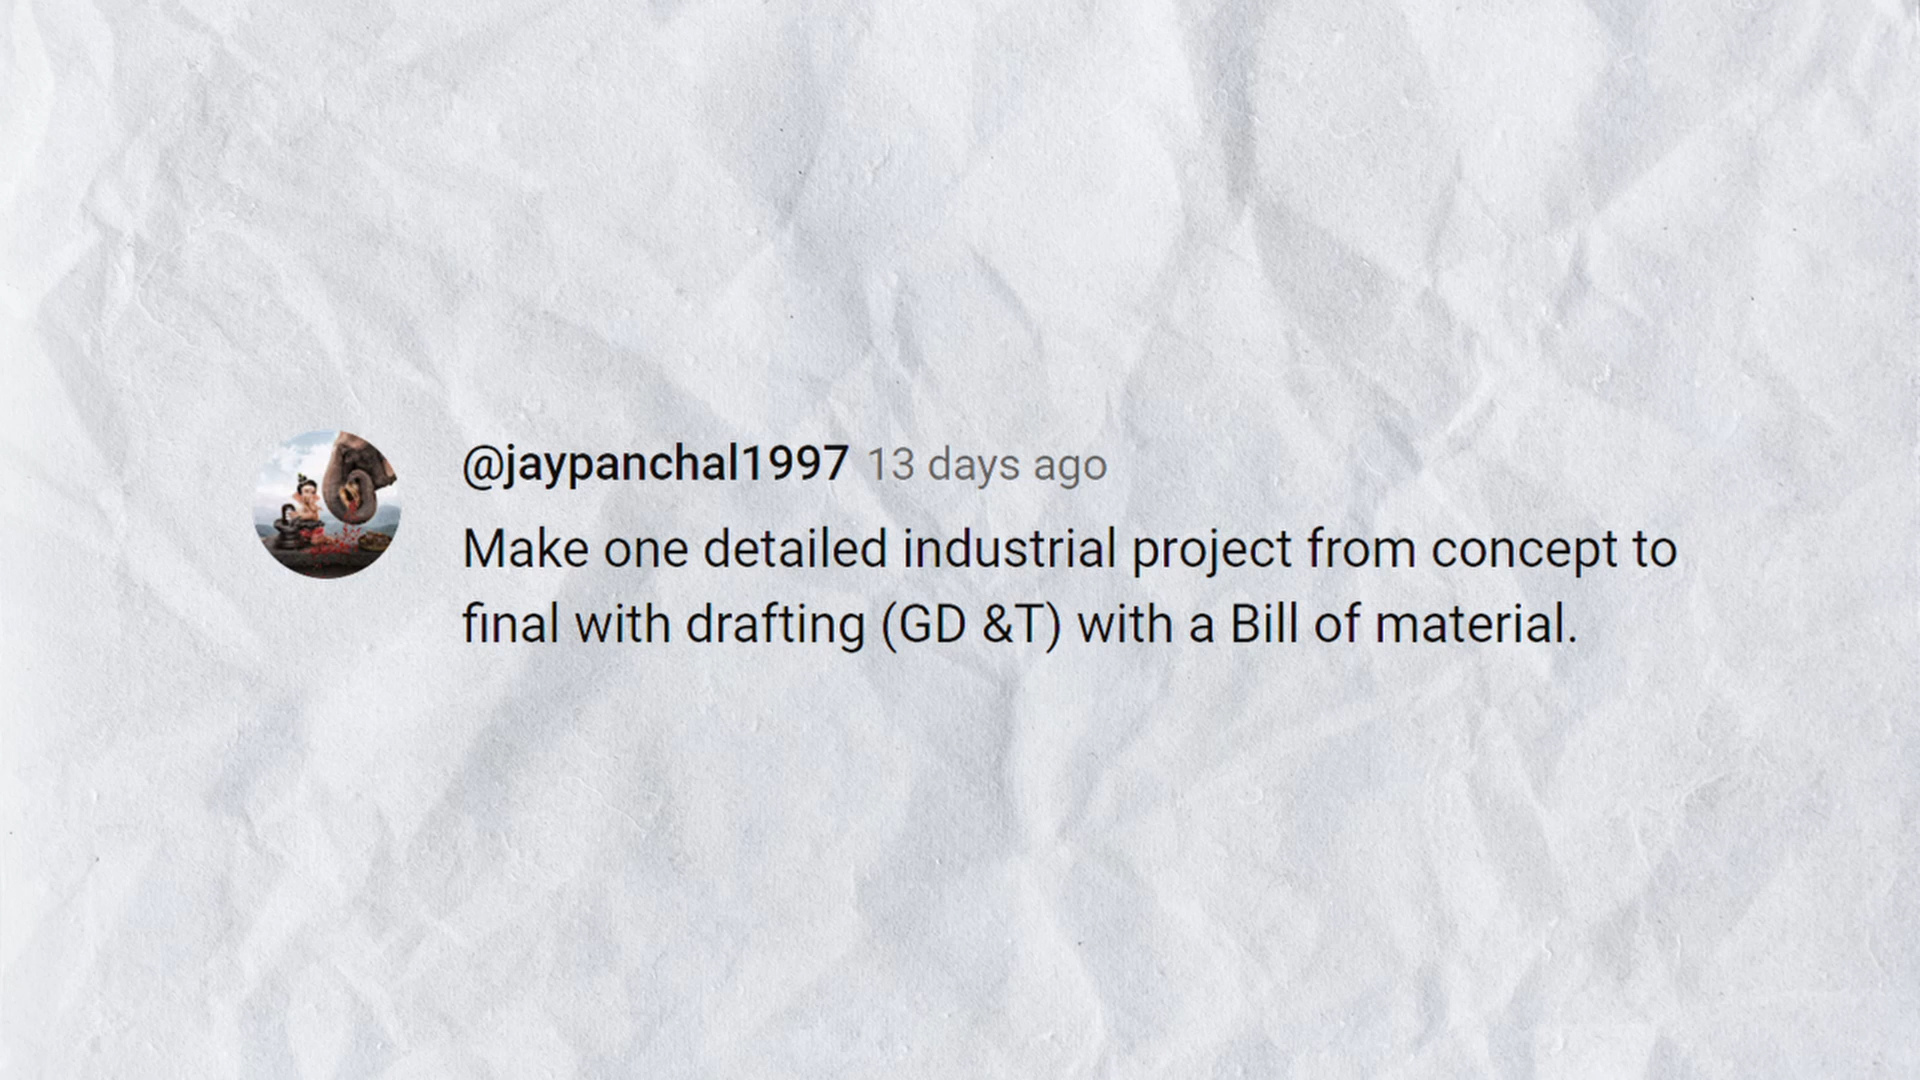 @jaypanchal1997 13 days ago
Make one detailed industrial project from concept to
final with drafting (GD &T) with a Bill of material.